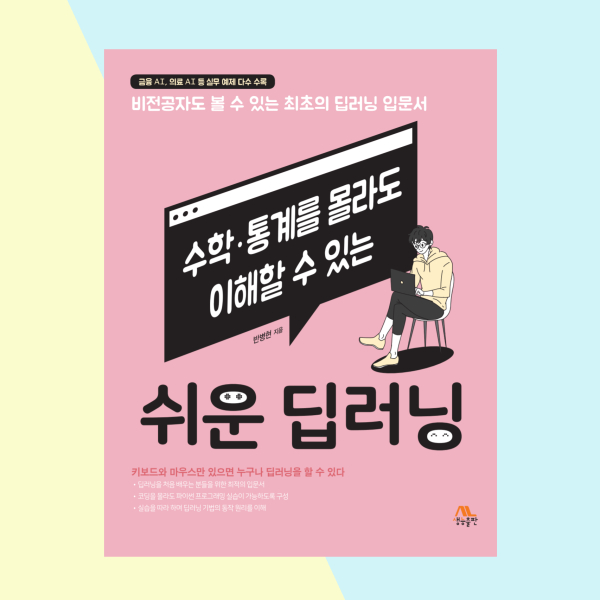 금융 AI, 의료 AI 등 실무 예제 다수 수록
비전공자도 볼 수 있는 최초의 딥러닝 입문서
수학·통계를 몰라도
이해할 수 있는
반병현 지음
쉬운 딥러닝
키보드와 마우스만 있으면 누구나 딥러닝을 할 수 있다
• 딥러닝을 처음 배우는 분들을 위한 최적의 입문서
• 코딩을 몰라도 파이썬 프로그래밍 실습이 가능하도록 구성
• 실습을 따라 하며 딥러닝 기법의 동작 원리를 이해
생능출판